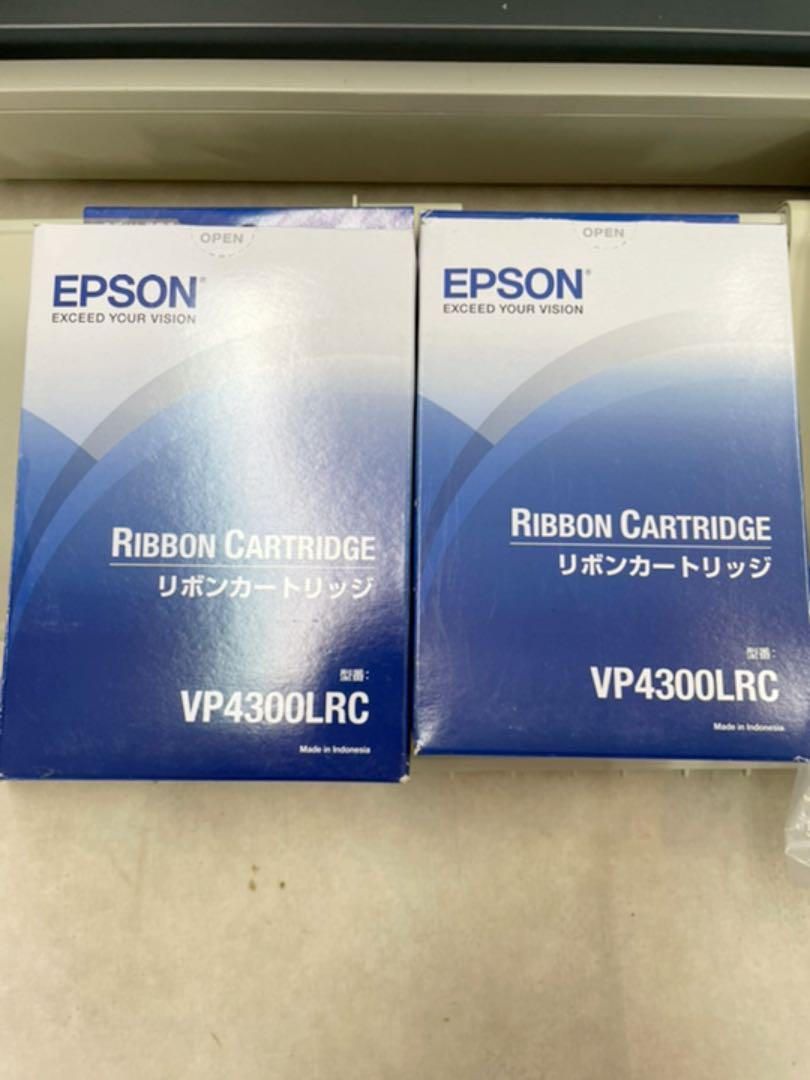 OPEN
EPSON
EXCEED YOUR VISION
RIBBON CARTRIDGE
リボンカートリッジ
型番:
VP4300LRC
Made in Indonesia
OPEN
EPSON
EXCEED YOUR VISION
RIBBON CARTRIDGE
リボンカートリッジ
型番:
VP4300LRC
Made in Indonesia